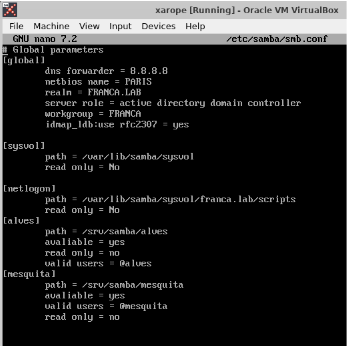 xarope [Running] - Oracle VM VirtualBox
File Machine View Input Devices Help
GNU nano 7.2 /etc/samba/smb.conf
# Global parameters
[global]
dns forwarder = 8.8.8.8
netbios name = PARIS
realm = FRANCA.LAB
server role = active directory domain controller
workgroup = FRANCA
idmap_ldb:use rfc2307 = yes
[sysvol]
path = /var/lib/samba/sysvol
read only = No
[netlogon]
path = /var/lib/samba/sysvol/franca.lab/scripts
read only = No
[alves]
path = /srv/samba/alves
avaliable = yes
read only = no
valid users = @alves
[mesquita]
path = /srv/samba/mesquita
avaliable = yes
valid users = @mesquita
read only = no